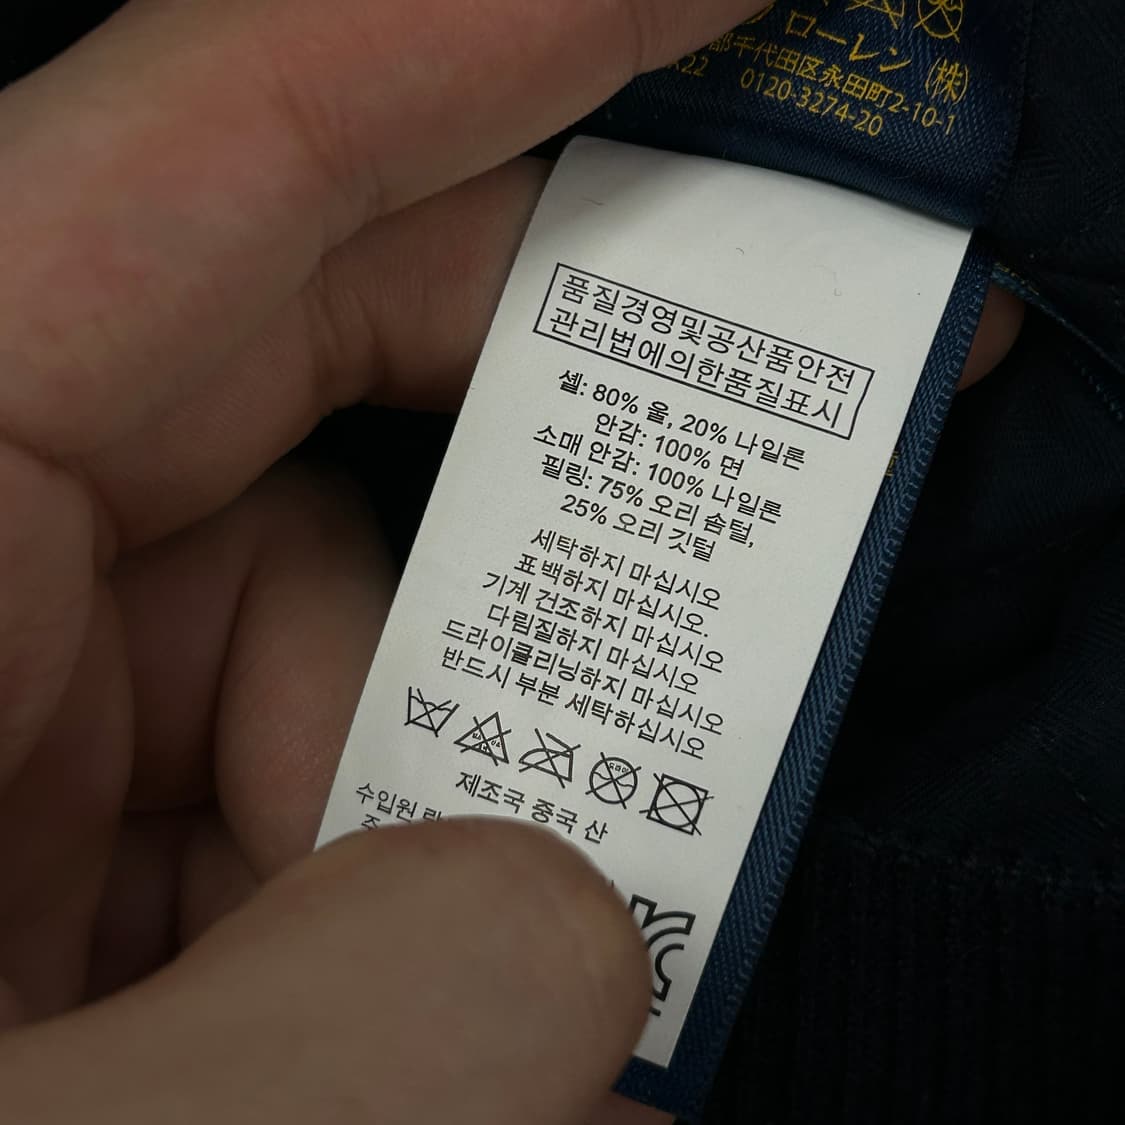 ローレン (株)
千代田区永田町2-10-1
0120-3274-20
품질경영및공산품안전
관리법에의한품질표시
셸: 80% 울, 20% 나일론
안감: 100% 면
소매 안감: 100% 나일론
필링: 75% 오리 솜털,
25% 오리 깃털
세탁하지 마십시오
표백하지 마십시오.
기계 건조하지 마십시오
다림질하지 마십시오
드라이클리닝하지 마십시오
반드시 부분 세탁하십시오
제조국 중국 산
수입원